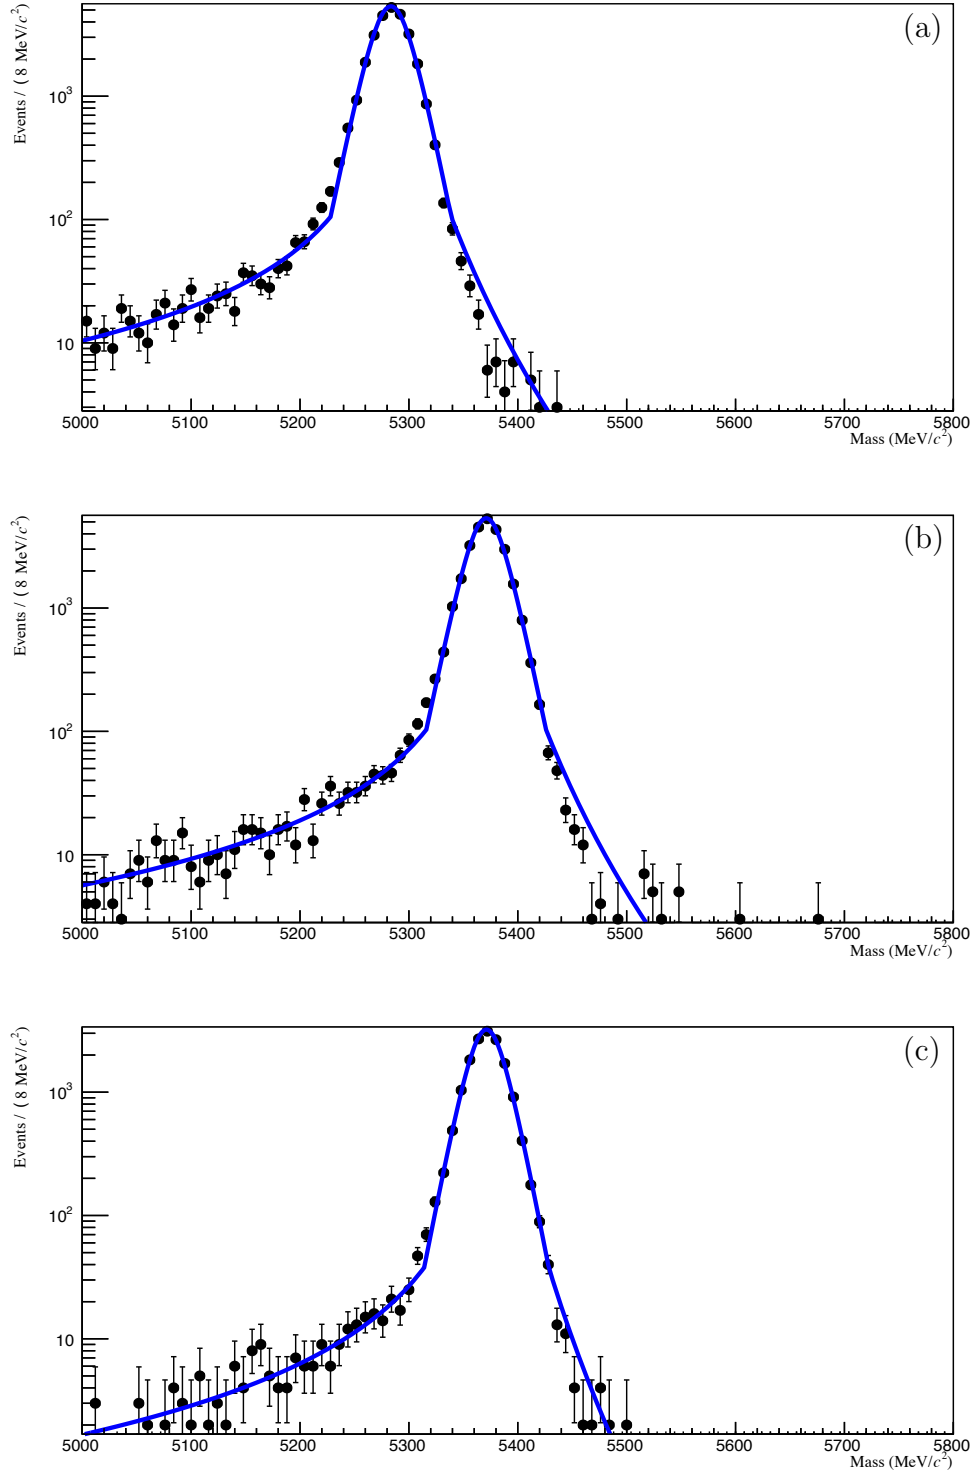 (a)
Events / ( 8 MeV/c²)
10³
10²
10
5000 5100 5200 5300 5400 5500 5600 5700 5800
Mass (MeV/c²)
(b)
Events / ( 8 MeV/c²)
10³
10²
10
5000 5100 5200 5300 5400 5500 5600 5700 5800
Mass (MeV/c²)
(c)
Events / ( 8 MeV/c²)
10³
10²
10
5000 5100 5200 5300 5400 5500 5600 5700 5800
Mass (MeV/c²)